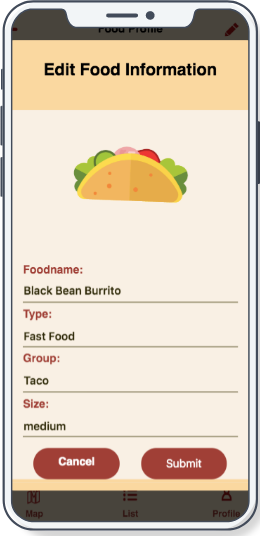 Food Profile
Edit Food Information
Foodname:
Black Bean Burrito
Type:
Fast Food
Group:
Taco
Size:
medium
Cancel Submit
Map List Profile